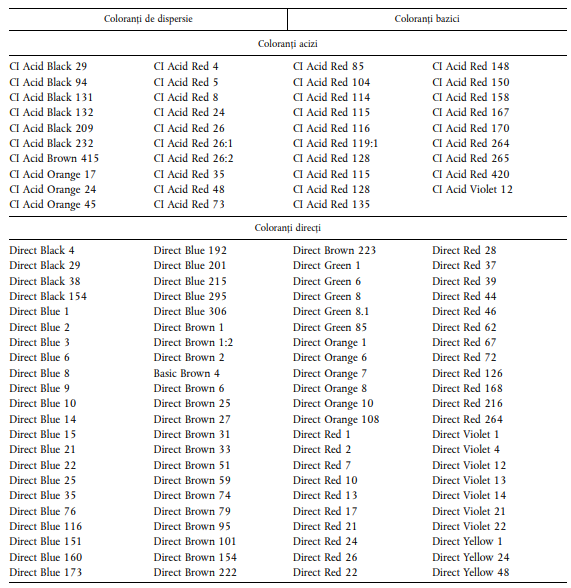 Coloranți de dispersie Coloranți bazici
Coloranți acizi
CI Acid Black 29 CI Acid Red 4 CI Acid Red 85 CI Acid Red 148
CI Acid Black 94 CI Acid Red 5 CI Acid Red 104 CI Acid Red 150
CI Acid Black 131 CI Acid Red 8 CI Acid Red 114 CI Acid Red 158
CI Acid Black 132 CI Acid Red 24 CI Acid Red 115 CI Acid Red 167
CI Acid Black 209 CI Acid Red 26 CI Acid Red 116 CI Acid Red 170
CI Acid Black 232 CI Acid Red 26:1 CI Acid Red 119:1 CI Acid Red 264
CI Acid Brown 415 CI Acid Red 26:2 CI Acid Red 128 CI Acid Red 265
CI Acid Orange 17 CI Acid Red 35 CI Acid Red 115 CI Acid Red 420
CI Acid Orange 24 CI Acid Red 48 CI Acid Red 128 CI Acid Violet 12
CI Acid Orange 45 CI Acid Red 73 CI Acid Red 135
Coloranți direcți
Direct Black 4 Direct Blue 192 Direct Brown 223 Direct Red 28
Direct Black 29 Direct Blue 201 Direct Green 1 Direct Red 37
Direct Black 38 Direct Blue 215 Direct Green 6 Direct Red 39
Direct Black 154 Direct Blue 295 Direct Green 8 Direct Red 44
Direct Blue 1 Direct Blue 306 Direct Green 8.1 Direct Red 46
Direct Blue 2 Direct Brown 1 Direct Green 85 Direct Red 62
Direct Blue 3 Direct Brown 1:2 Direct Orange 1 Direct Red 67
Direct Blue 6 Direct Brown 2 Direct Orange 6 Direct Red 72
Direct Blue 8 Basic Brown 4 Direct Orange 7 Direct Red 126
Direct Blue 9 Direct Brown 6 Direct Orange 8 Direct Red 168
Direct Blue 10 Direct Brown 25 Direct Orange 10 Direct Red 216
Direct Blue 14 Direct Brown 27 Direct Orange 108 Direct Red 264
Direct Blue 15 Direct Brown 31 Direct Red 1 Direct Violet 1
Direct Blue 21 Direct Brown 33 Direct Red 2 Direct Violet 4
Direct Blue 22 Direct Brown 51 Direct Red 7 Direct Violet 12
Direct Blue 25 Direct Brown 59 Direct Red 10 Direct Violet 13
Direct Blue 35 Direct Brown 74 Direct Red 13 Direct Violet 14
Direct Blue 76 Direct Brown 79 Direct Red 17 Direct Violet 21
Direct Blue 116 Direct Brown 95 Direct Red 21 Direct Violet 22
Direct Blue 151 Direct Brown 101 Direct Red 24 Direct Yellow 1
Direct Blue 160 Direct Brown 154 Direct Red 26 Direct Yellow 24
Direct Blue 173 Direct Brown 222 Direct Red 22 Direct Yellow 48